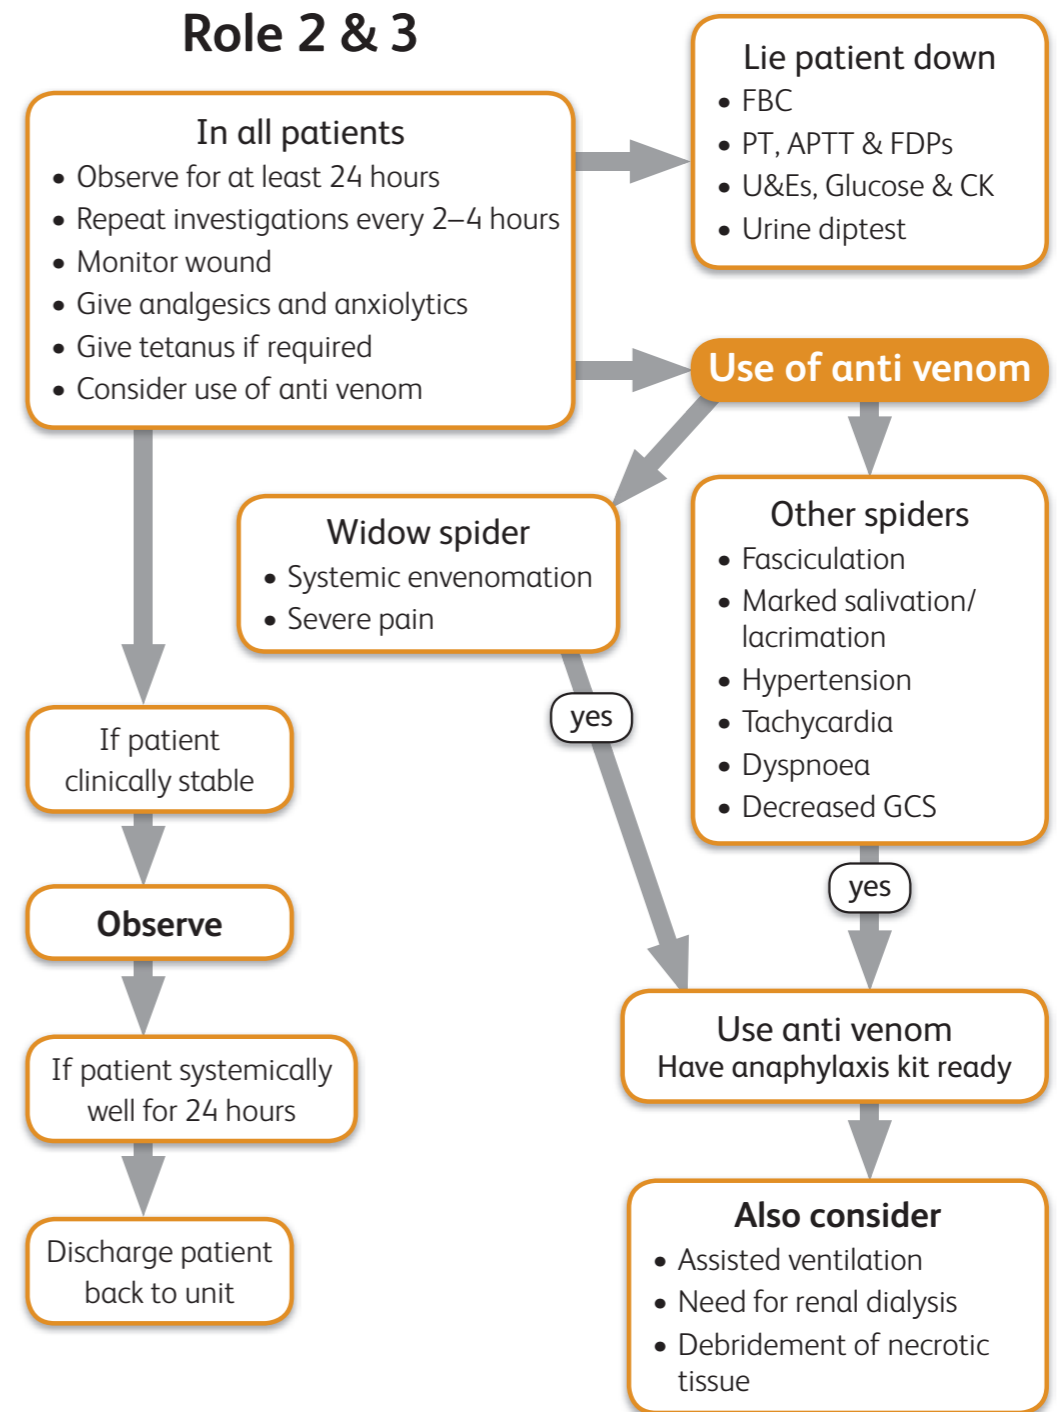 Role 2 & 3
In all patients
• Observe for at least 24 hours
• Repeat investigations every 2–4 hours
• Monitor wound
• Give analgesics and anxiolytics
• Give tetanus if required
• Consider use of anti venom
Lie patient down
• FBC
• PT, APTT & FDPs
• U&Es, Glucose & CK
• Urine diptest
Use of anti venom
Widow spider
• Systemic envenomation
• Severe pain
yes
Other spiders
• Fasciculation
• Marked salivation/
lacrimation
• Hypertension
• Tachycardia
• Dyspnoea
• Decreased GCS
yes
If patient
clinically stable
Observe
If patient systemically
well for 24 hours
Discharge patient
back to unit
Use anti venom
Have anaphylaxis kit ready
Also consider
• Assisted ventilation
• Need for renal dialysis
• Debridement of necrotic
tissue